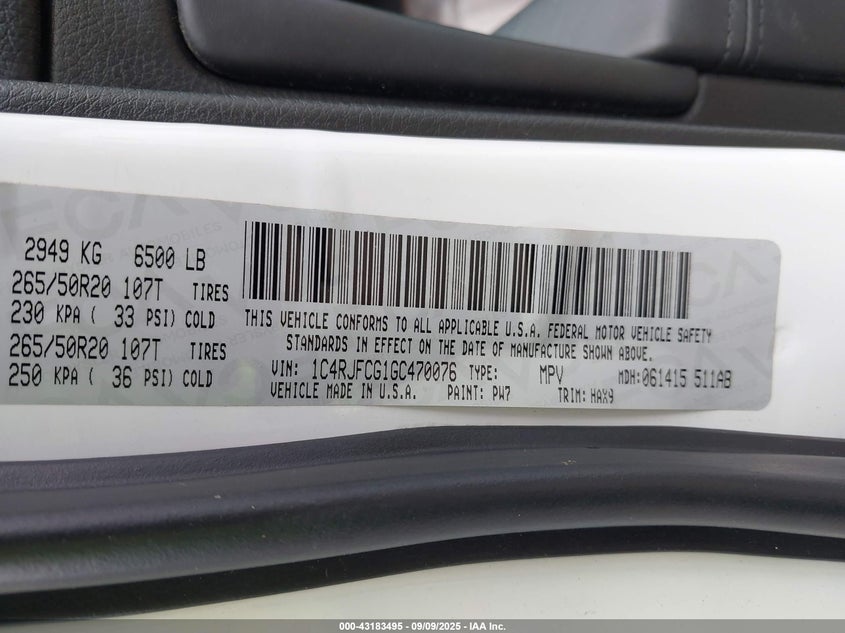 2949 KG 6500 LB
265/50R20 107T TIRES
230 KPA ( 33 PSI) COLD
265/50R20 107T TIRES
250 KPA ( 36 PSI) COLD
THIS VEHICLE CONFORMS TO ALL APPLICABLE U.S.A. FEDERAL MOTOR VEHICLE SAFETY
STANDARDS IN EFFECT ON THE DATE OF MANUFACTURE SHOWN ABOVE.
VIN: 1C4RJFCG1GC470076 TYPE: MPV MDH:061415 511AB
VEHICLE MADE IN U.S.A. PAINT: PW7 TRIM: HAX9
000-43183495 - 09/09/2025 - IAA Inc.